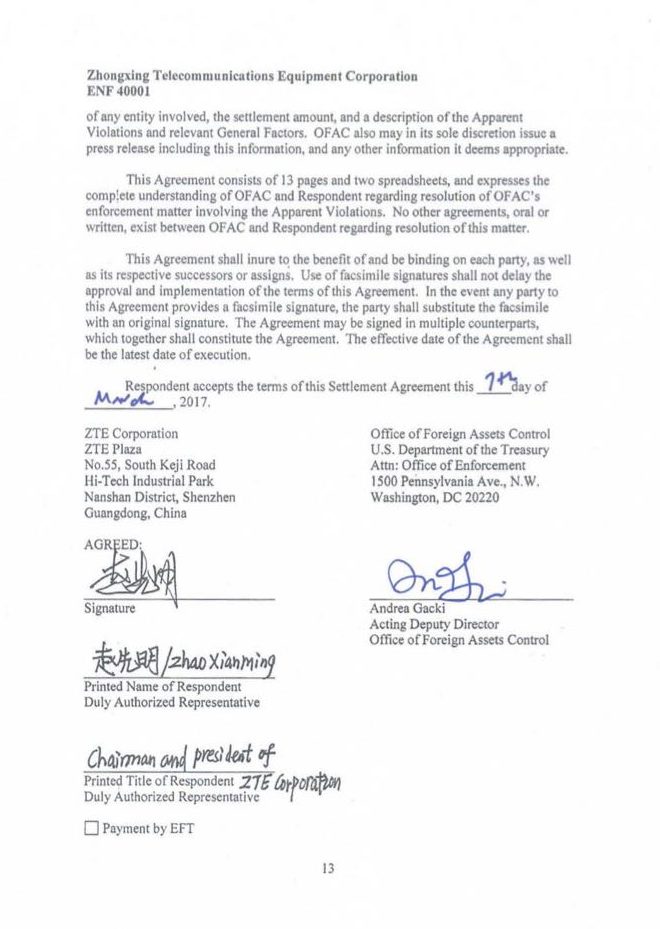 Zhongxing Telecommunications Equipment Corporation
ENF 40001
of any entity involved, the settlement amount, and a description of the Apparent
Violations and relevant General Factors. OFAC also may in its sole discretion issue a
press release including this information, and any other information it deems appropriate.
This Agreement consists of 13 pages and two spreadsheets, and expresses the
complete understanding of OFAC and Respondent regarding resolution of OFAC's
enforcement matter involving the Apparent Violations. No other agreements, oral or
written, exist between OFAC and Respondent regarding resolution of this matter.
This Agreement shall inure to the benefit of and be binding on each party, as well
as its respective successors or assigns. Use of facsimile signatures shall not delay the
approval and implementation of the terms of this Agreement. In the event any party to
this Agreement provides a facsimile signature, the party shall substitute the facsimile
with an original signature. The Agreement may be signed in multiple counterparts,
which together shall constitute the Agreement. The effective date of the Agreement shall
be the latest date of execution.
Respondent accepts the terms of this Settlement Agreement this 7th day of
March, 2017.
ZTE Corporation
ZTE Plaza
No.55, South Keji Road
Hi-Tech Industrial Park
Nanshan District, Shenzhen
Guangdong, China
Office of Foreign Assets Control
U.S. Department of the Treasury
Attn: Office of Enforcement
1500 Pennsylvania Ave., N.W.
Washington, DC 20220
AGREED:
赵先明
Signature
Andrea Gacki
Acting Deputy Director
Office of Foreign Assets Control
赵先明/zhao Xianming
Printed Name of Respondent
Duly Authorized Representative
Chairman and president of
ZTE Corporation
Printed Title of Respondent
Duly Authorized Representative
Payment by EFT
13